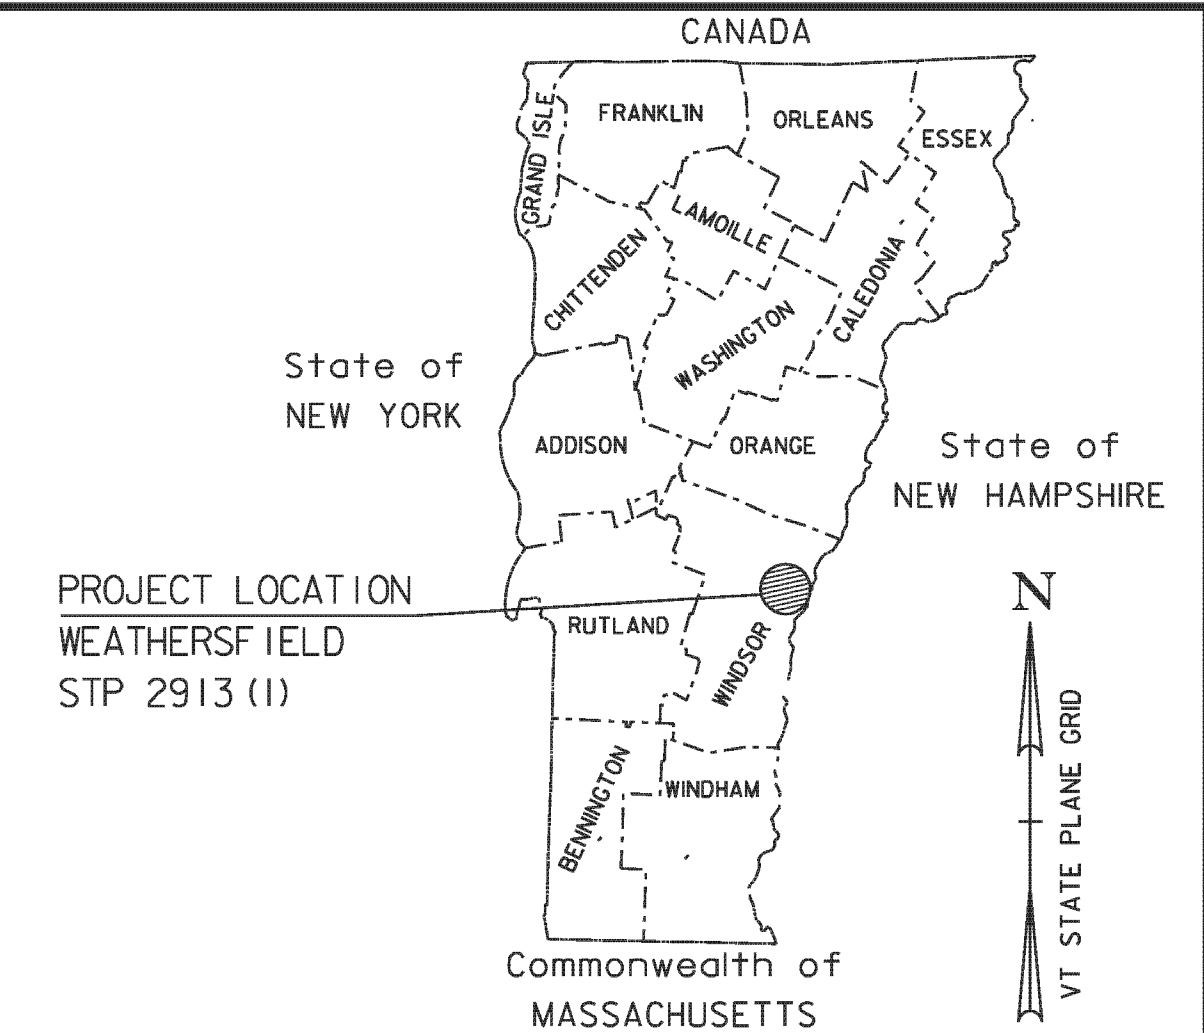 CANADA
GRAND ISLE
FRANKLIN
ORLEANS
ESSEX
LAMOILLE
CHITTENDEN
CALEDONIA
WASHINGTON
State of
NEW YORK
ADDISON
ORANGE
State of
NEW HAMPSHIRE
PROJECT LOCATION
WEATHERSFIELD
STP 2913 (1)
RUTLAND
WINDSOR
N
VT STATE PLANE GRID
BENNINGTON
WINDHAM
Commonwealth of
MASSACHUSETTS